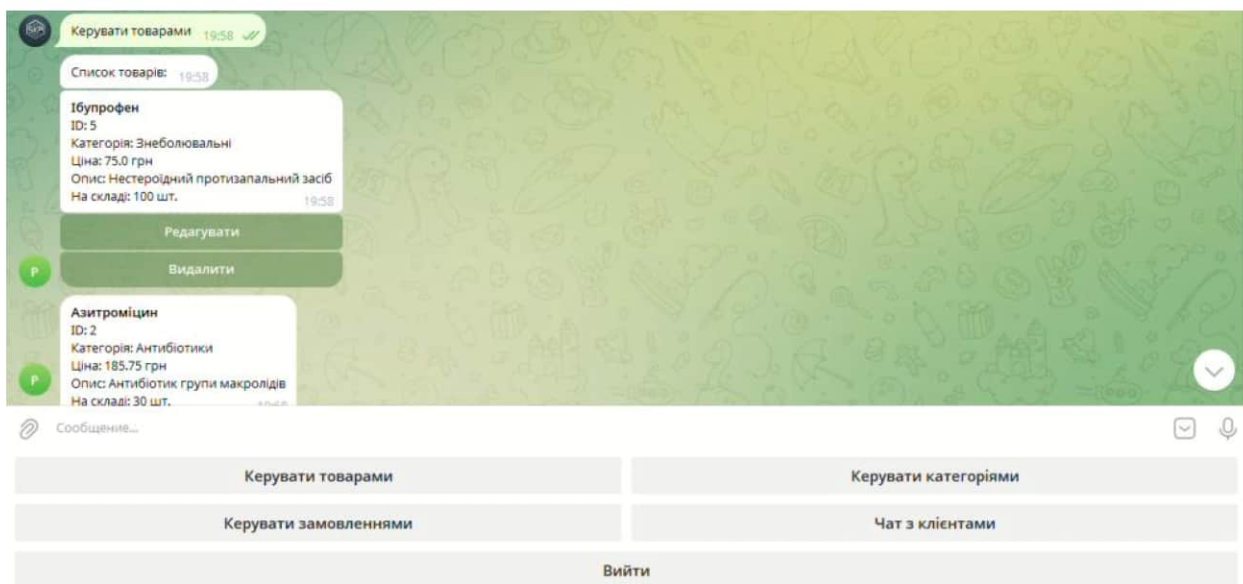 Керувати товарами 19:58
Список товарів: 19:58
Ібупрофен
ID: 5
Категорія: Знеболювальні
Ціна: 75.0 грн
Опис: Нестероїдний протизапальний засіб
На складі: 100 шт. 19:58
Редагувати
Видалити
P
Азитроміцин
ID: 2
Категорія: Антибіотики
Ціна: 185.75 грн
Опис: Антибіотик групи макролідів
P
На складі: 30 шт.
Сообщение...
Керувати товарами Керувати категоріями
Керувати замовленнями Чат з клієнтами
Вийти